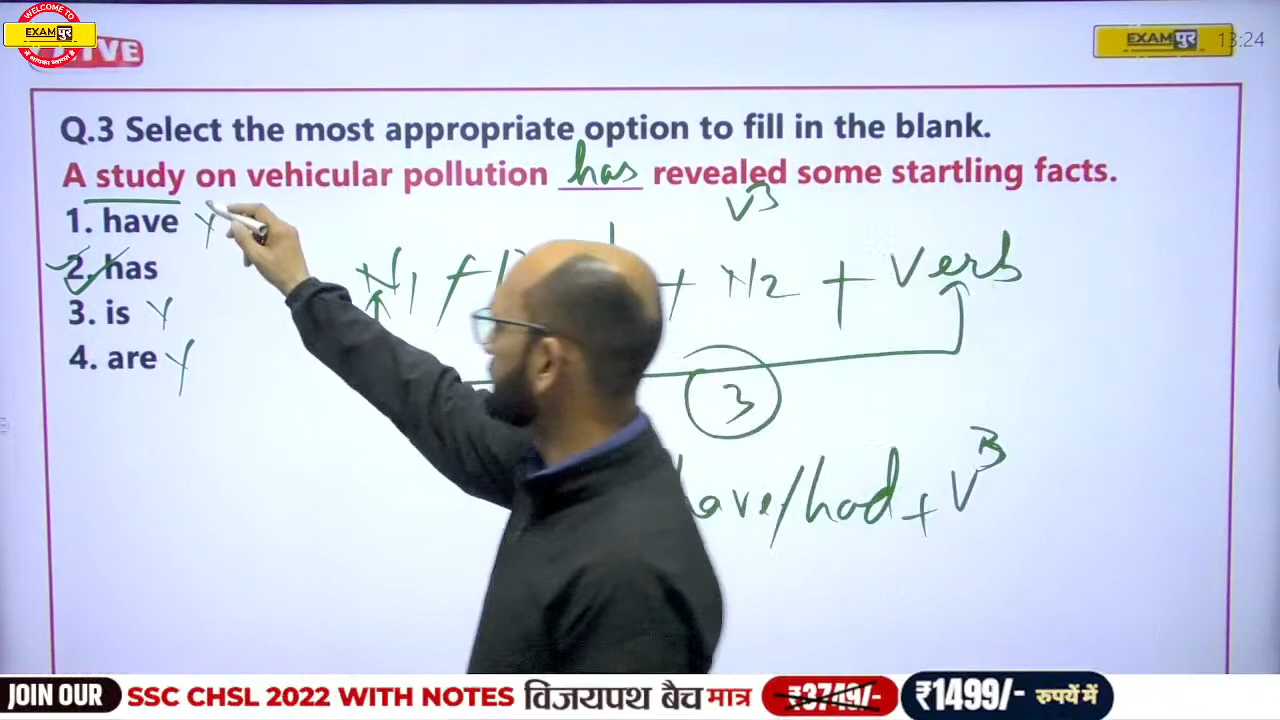 WELCOME TO
EXAMपुर
LIVE
EXAMपुर
13:24
Q.3 Select the most appropriate option to fill in the blank.
A study on vehicular pollution has revealed some startling facts.
V3
1. have
2. has
3. is
4. are
N1 + + N2 + Verb
3
have/had + V3
JOIN OUR SSC CHSL 2022 WITH NOTES विजयपथ बैच मात्र ₹3749/- ₹1499/- रुपयें में